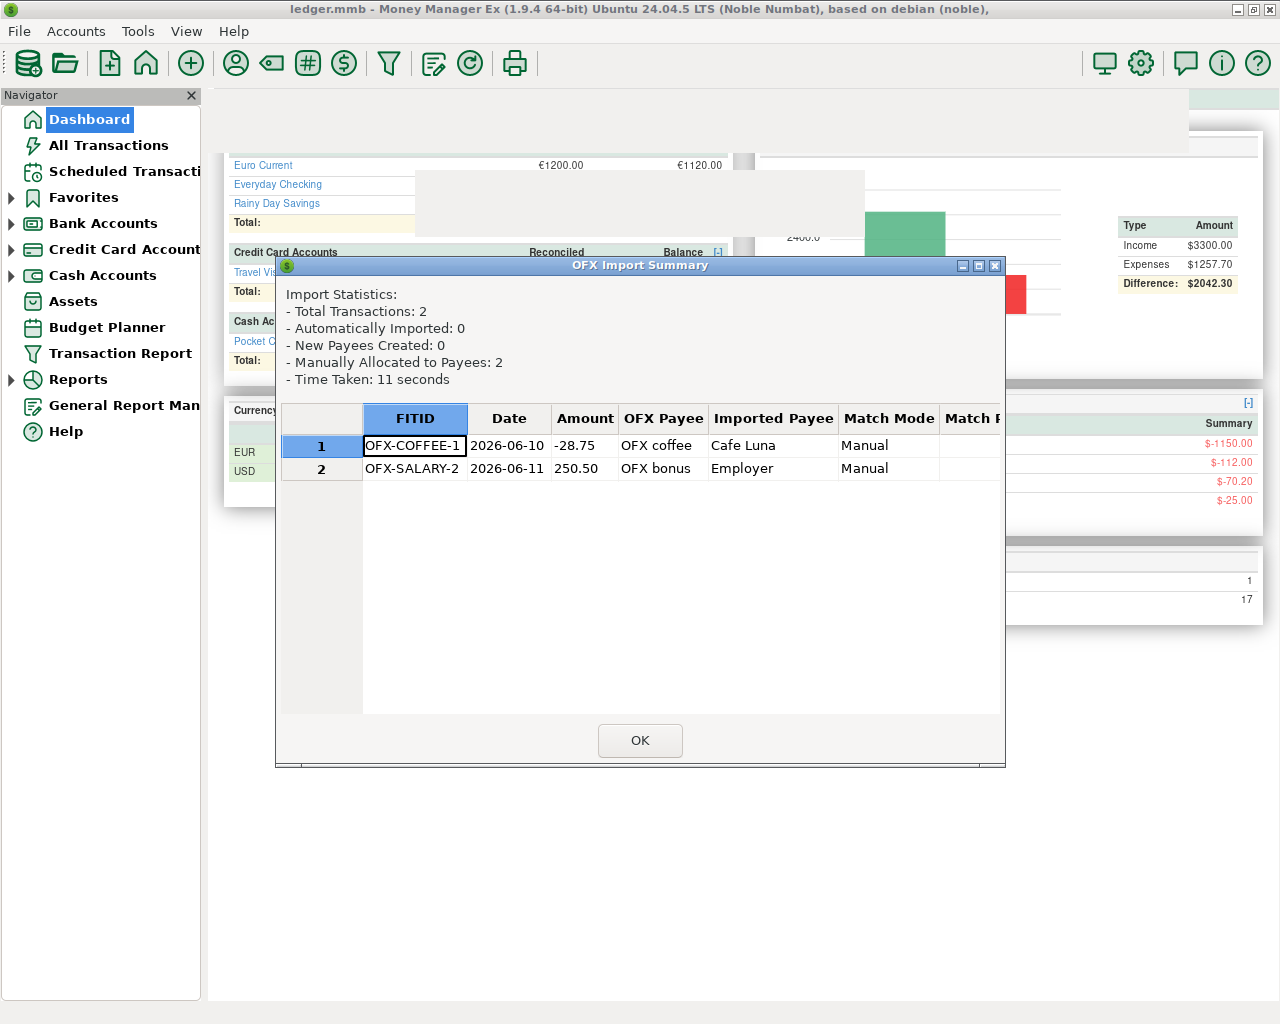 ledger.mmb - Money Manager Ex (1.9.4 64-bit) Ubuntu 24.04.5 LTS (Noble Numbat), based on debian (noble),
File Accounts Tools View Help
Navigator
Dashboard
All Transactions
Scheduled Transacti
Favorites
Bank Accounts
Credit Card Account
Cash Accounts
Assets
Budget Planner
Transaction Report
Reports
General Report Man
Help
Euro Current €1200.00 €1120.00
Everyday Checking
Rainy Day Savings
Total:
Credit Card Accounts Reconciled Balance [-]
Travel Vis
Total:
Cash Ac
Pocket C
Total:
Currency
EUR
USD
2400.0
Type Amount
Income $3300.00
Expenses $1257.70
Difference: $2042.30
[-]
Summary
$-1150.00
$-112.00
$-70.20
$-25.00
1
17
OFX Import Summary
Import Statistics:
- Total Transactions: 2
- Automatically Imported: 0
- New Payees Created: 0
- Manually Allocated to Payees: 2
- Time Taken: 11 seconds
FITID Date Amount OFX Payee Imported Payee Match Mode Match P
1 OFX-COFFEE-1 2026-06-10 -28.75 OFX coffee Cafe Luna Manual
2 OFX-SALARY-2 2026-06-11 250.50 OFX bonus Employer Manual
OK